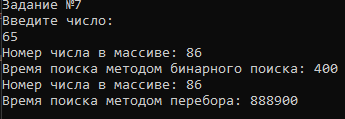 Задание №7
Введите число:
65
Номер числа в массиве: 86
Время поиска методом бинарного поиска: 400
Номер числа в массиве: 86
Время поиска методом перебора: 888900